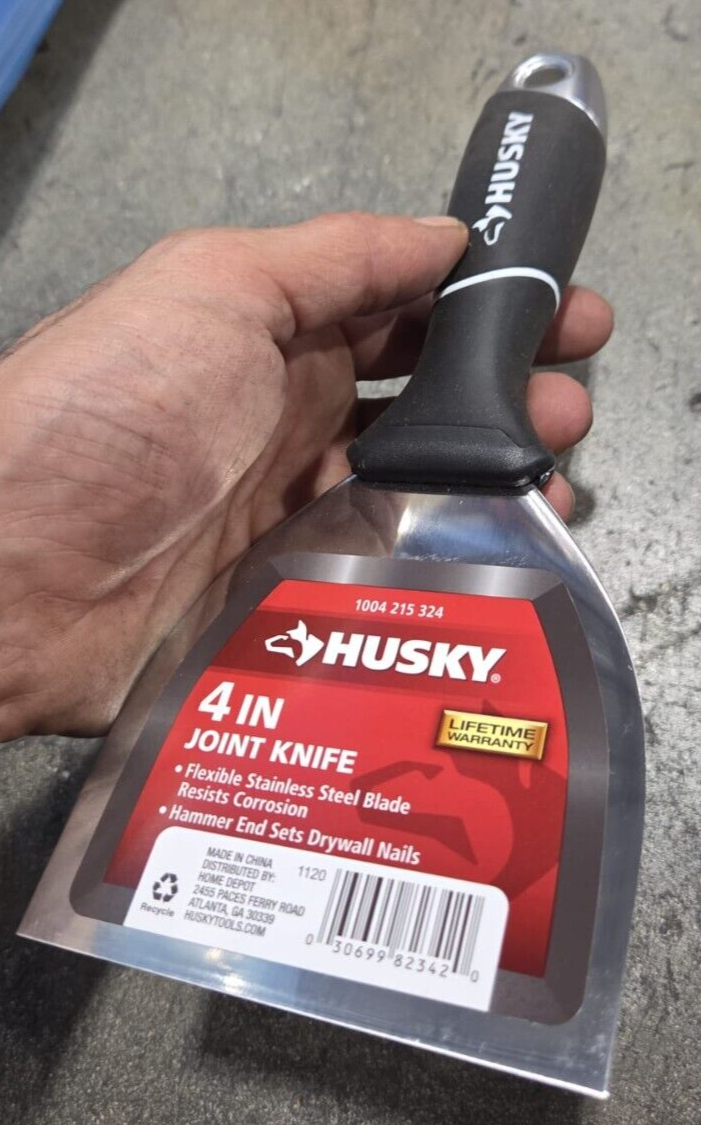 HUSKY
1004 215 324
HUSKY®
4 IN
JOINT KNIFE
LIFETIME
WARRANTY
• Flexible Stainless Steel Blade
Resists Corrosion
• Hammer End Sets Drywall Nails
Recycle
MADE IN CHINA
DISTRIBUTED BY:
HOME DEPOT
2455 PACES FERRY ROAD
ATLANTA, GA 30339
HUSKYTOOLS.COM
1120
0 30699 82342 0